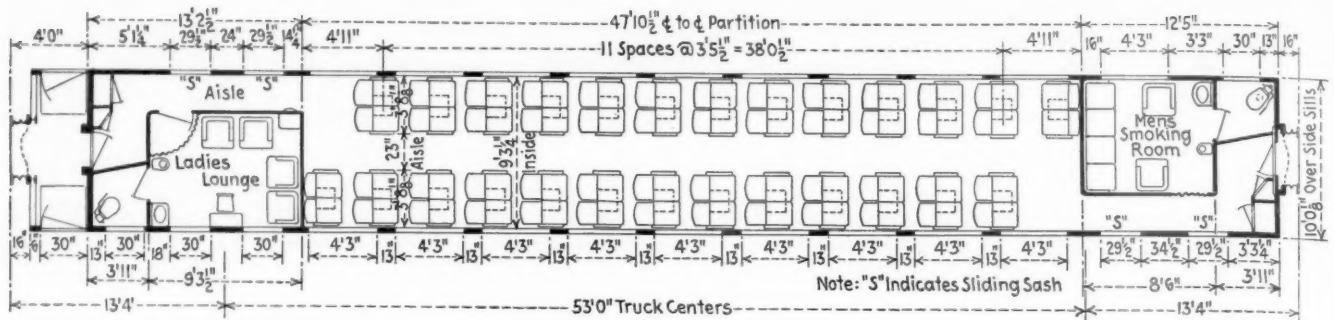 13'2½" 47'10½" ℄ to ℄ Partition 12'5"
4'0" 5'1¼" 29½" 24" 29½" 14¼" 4'11" 11 Spaces @ 3'5½" = 38'0½" 4'11" 16" 4'3" 3'3" 30" 13" 16"
"S" "S"
Aisle
Ladies
Lounge
23"
Aisle
9'3¾"
Inside
Mens
Smoking
Room
10'0⅛" Over Side Sills
"S" "S"
16" 6" 30" 13" 30" 18" 30" 30" 4'3" 13" 4'3" 13" 4'3" 13" 4'3" 13" 4'3" 13" 4'3" 13" 4'3" 13" 4'3" 13" 4'3" 29½" 34½" 29½" 3'3¼"
3'11" 9'3½" Note: "S" Indicates Sliding Sash 8'6" 3'11"
13'4' 53'0" Truck Centers 13'4"